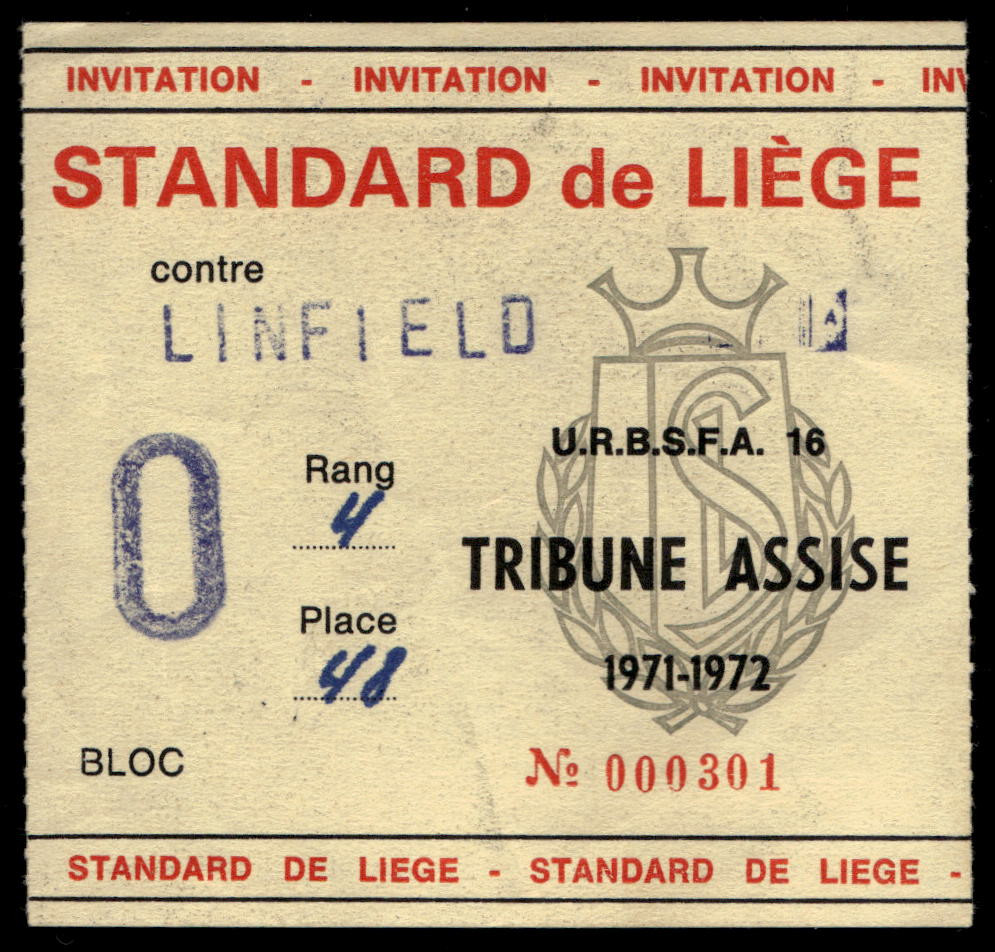 INVITATION - INVITATION - INVITATION - INV
STANDARD de LIÈGE
contre
LINFIELD
A
U.R.B.S.F.A. 16
O
Rang
4
TRIBUNE ASSISE
Place
48
1971-1972
BLOC
№ 000301
STANDARD DE LIEGE - STANDARD DE LIEGE -